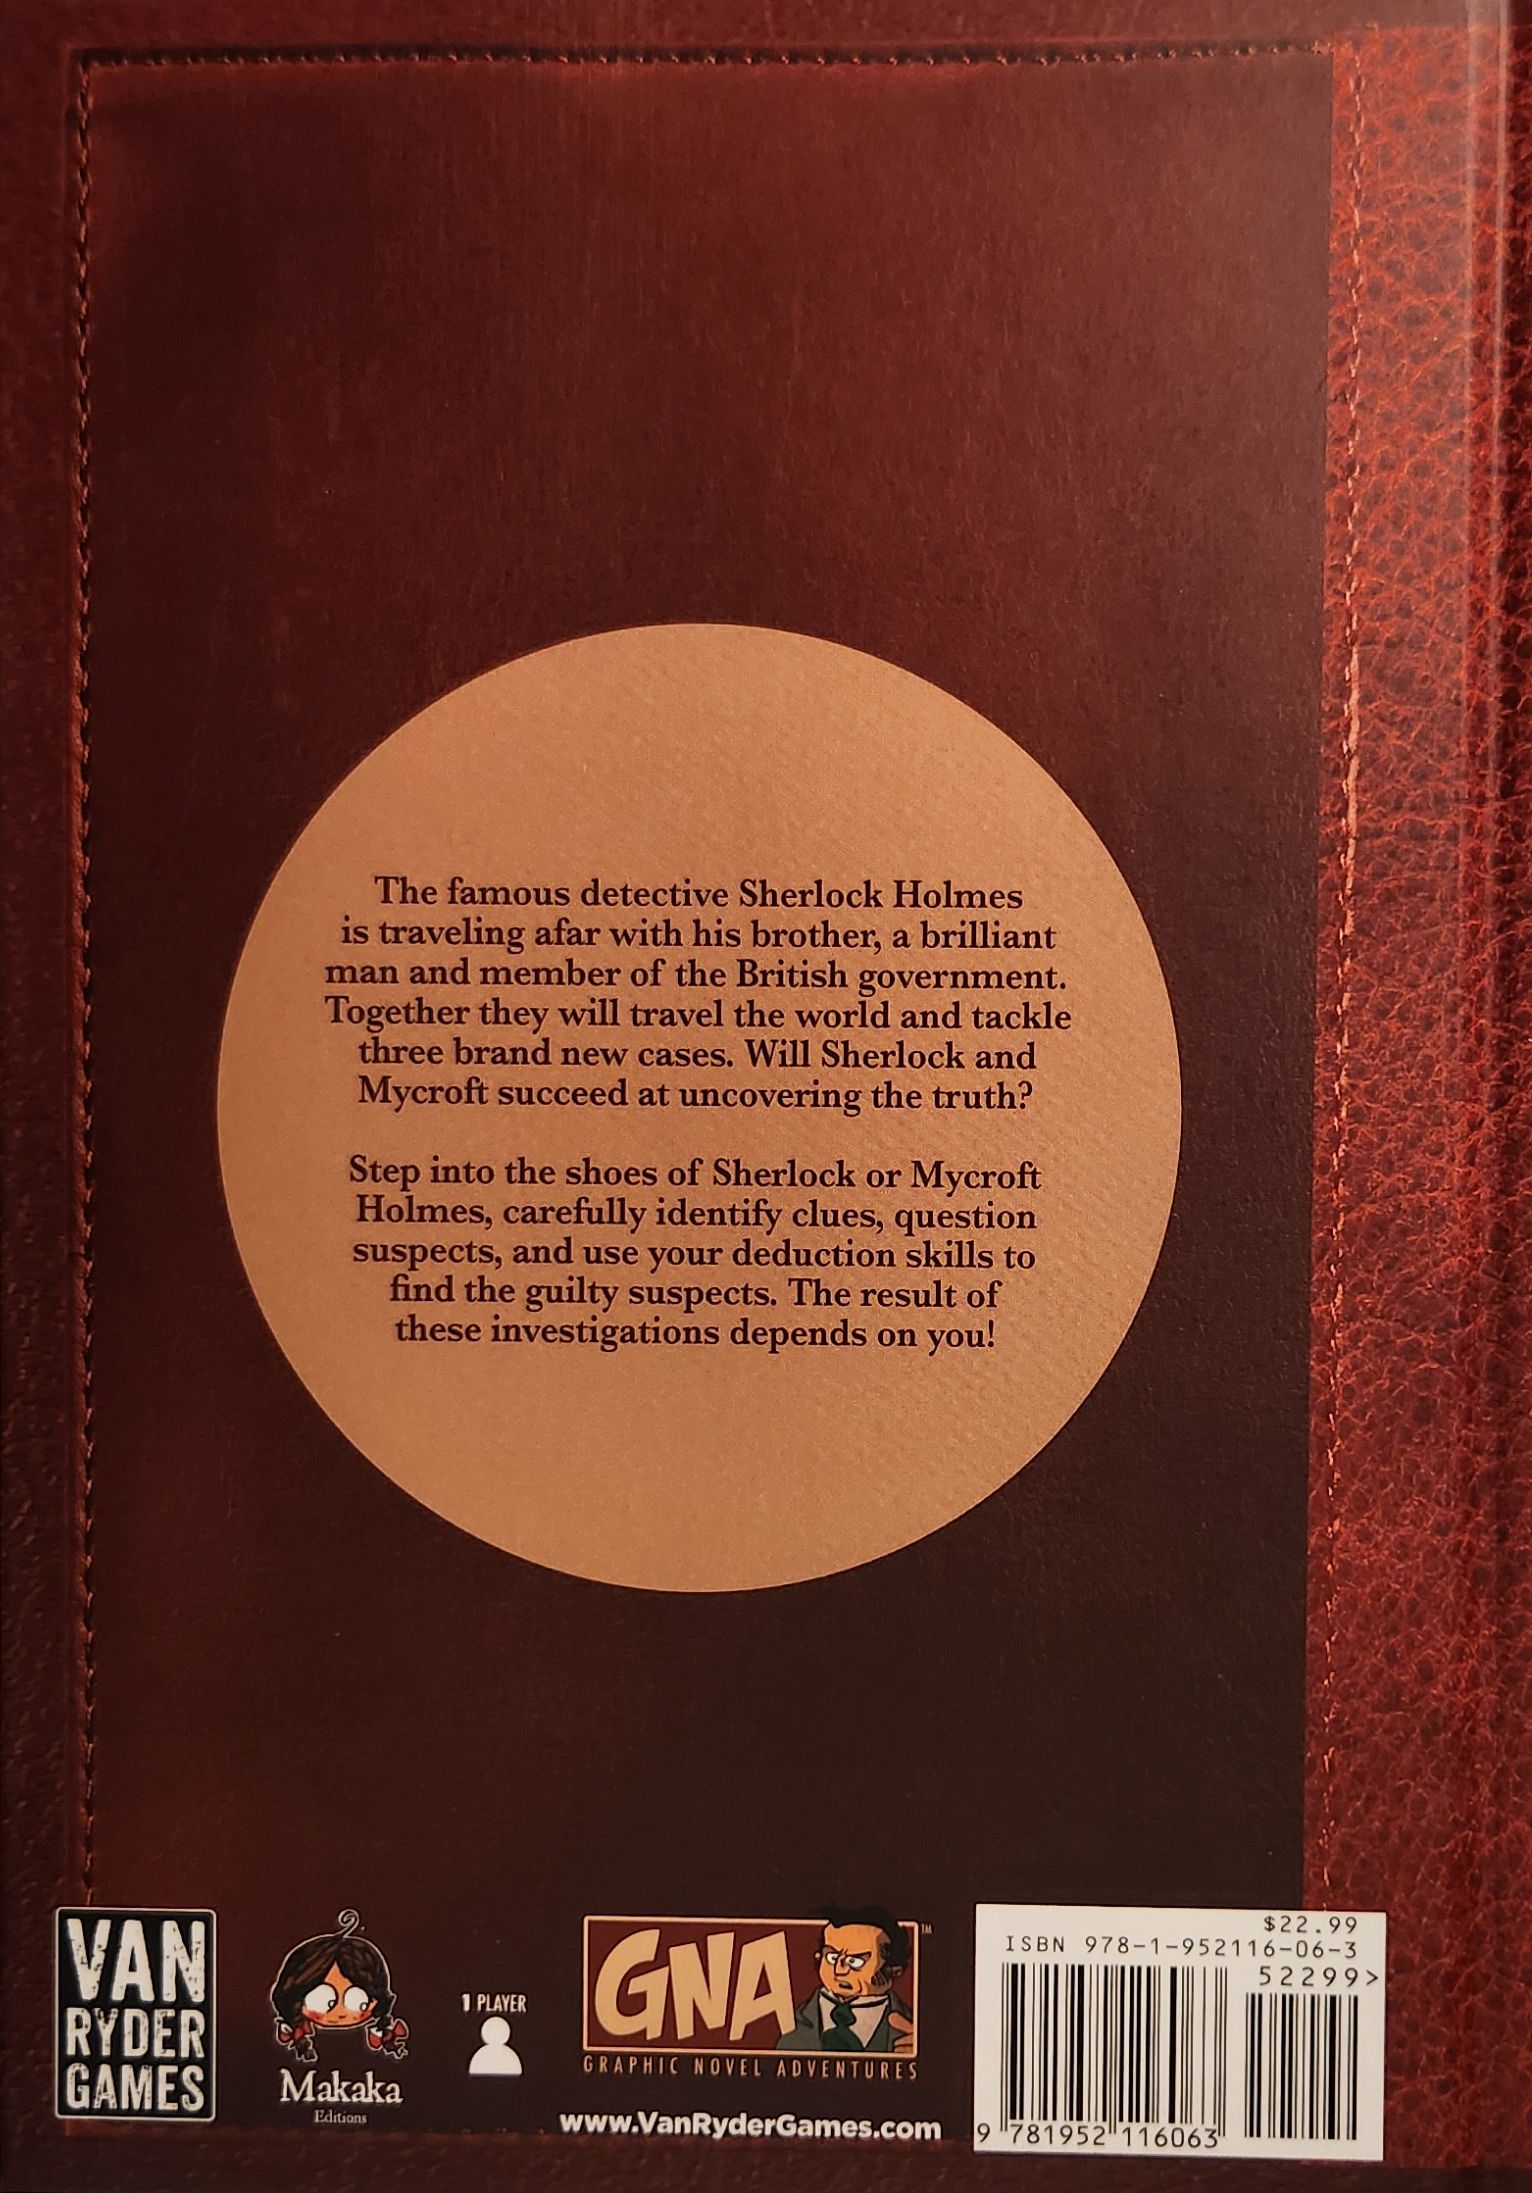 The famous detective Sherlock Holmes
is traveling afar with his brother, a brilliant
man and member of the British government.
Together they will travel the world and tackle
three brand new cases. Will Sherlock and
Mycroft succeed at uncovering the truth?
Step into the shoes of Sherlock or Mycroft
Holmes, carefully identify clues, question
suspects, and use your deduction skills to
find the guilty suspects. The result of
these investigations depends on you!
VAN
RYDER
GAMES
Makaka
Editions
1 PLAYER
GNA™
GRAPHIC NOVEL ADVENTURES
www.VanRyderGames.com
$22.99
ISBN 978-1-952116-06-3
52299>
9 781952 116063